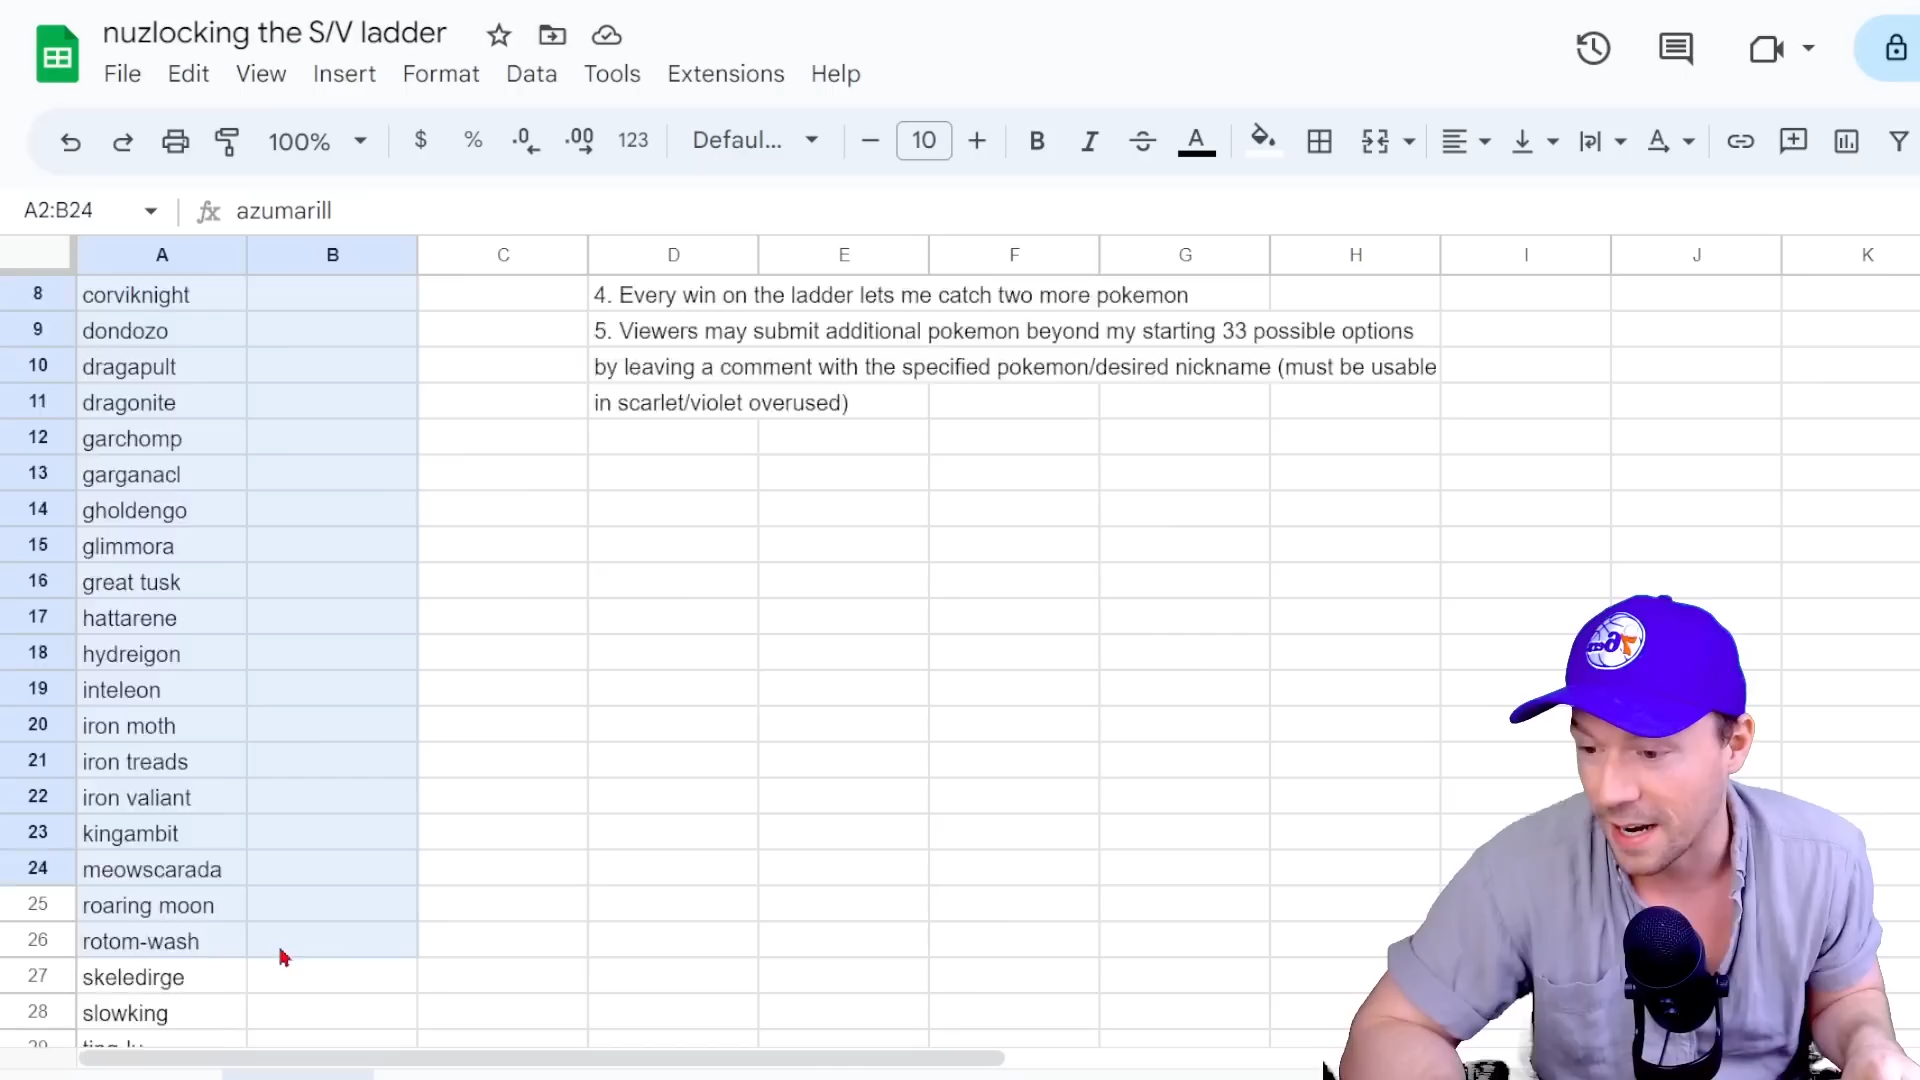 nuzlocking the S/V ladder
File Edit View Insert Format Data Tools Extensions Help
100% $ % .0 .00 123 Defaul... 10 B I A
A2:B24 fx azumarill
A B C D E F G H I J K
8 corviknight 4. Every win on the ladder lets me catch two more pokemon
9 dondozo 5. Viewers may submit additional pokemon beyond my starting 33 possible options
10 dragapult by leaving a comment with the specified pokemon/desired nickname (must be usable
11 dragonite in scarlet/violet overused)
12 garchomp
13 garganacl
14 gholdengo
15 glimmora
16 great tusk
17 hattarene
18 hydreigon
19 inteleon
20 iron moth
21 iron treads
22 iron valiant
23 kingambit
24 meowscarada
25 roaring moon
26 rotom-wash
27 skeledirge
28 slowking